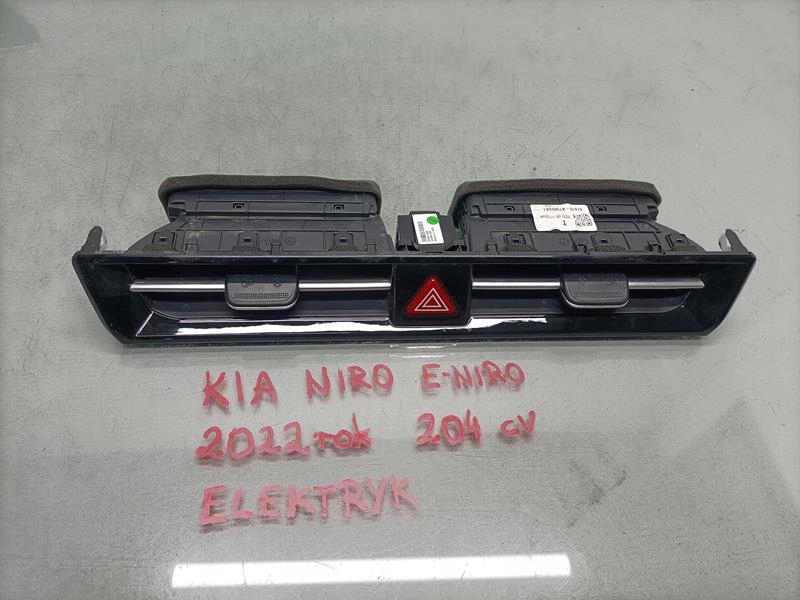 KIA NIRO E-NIRO
2022 rok 204 cv
ELEKTRYK